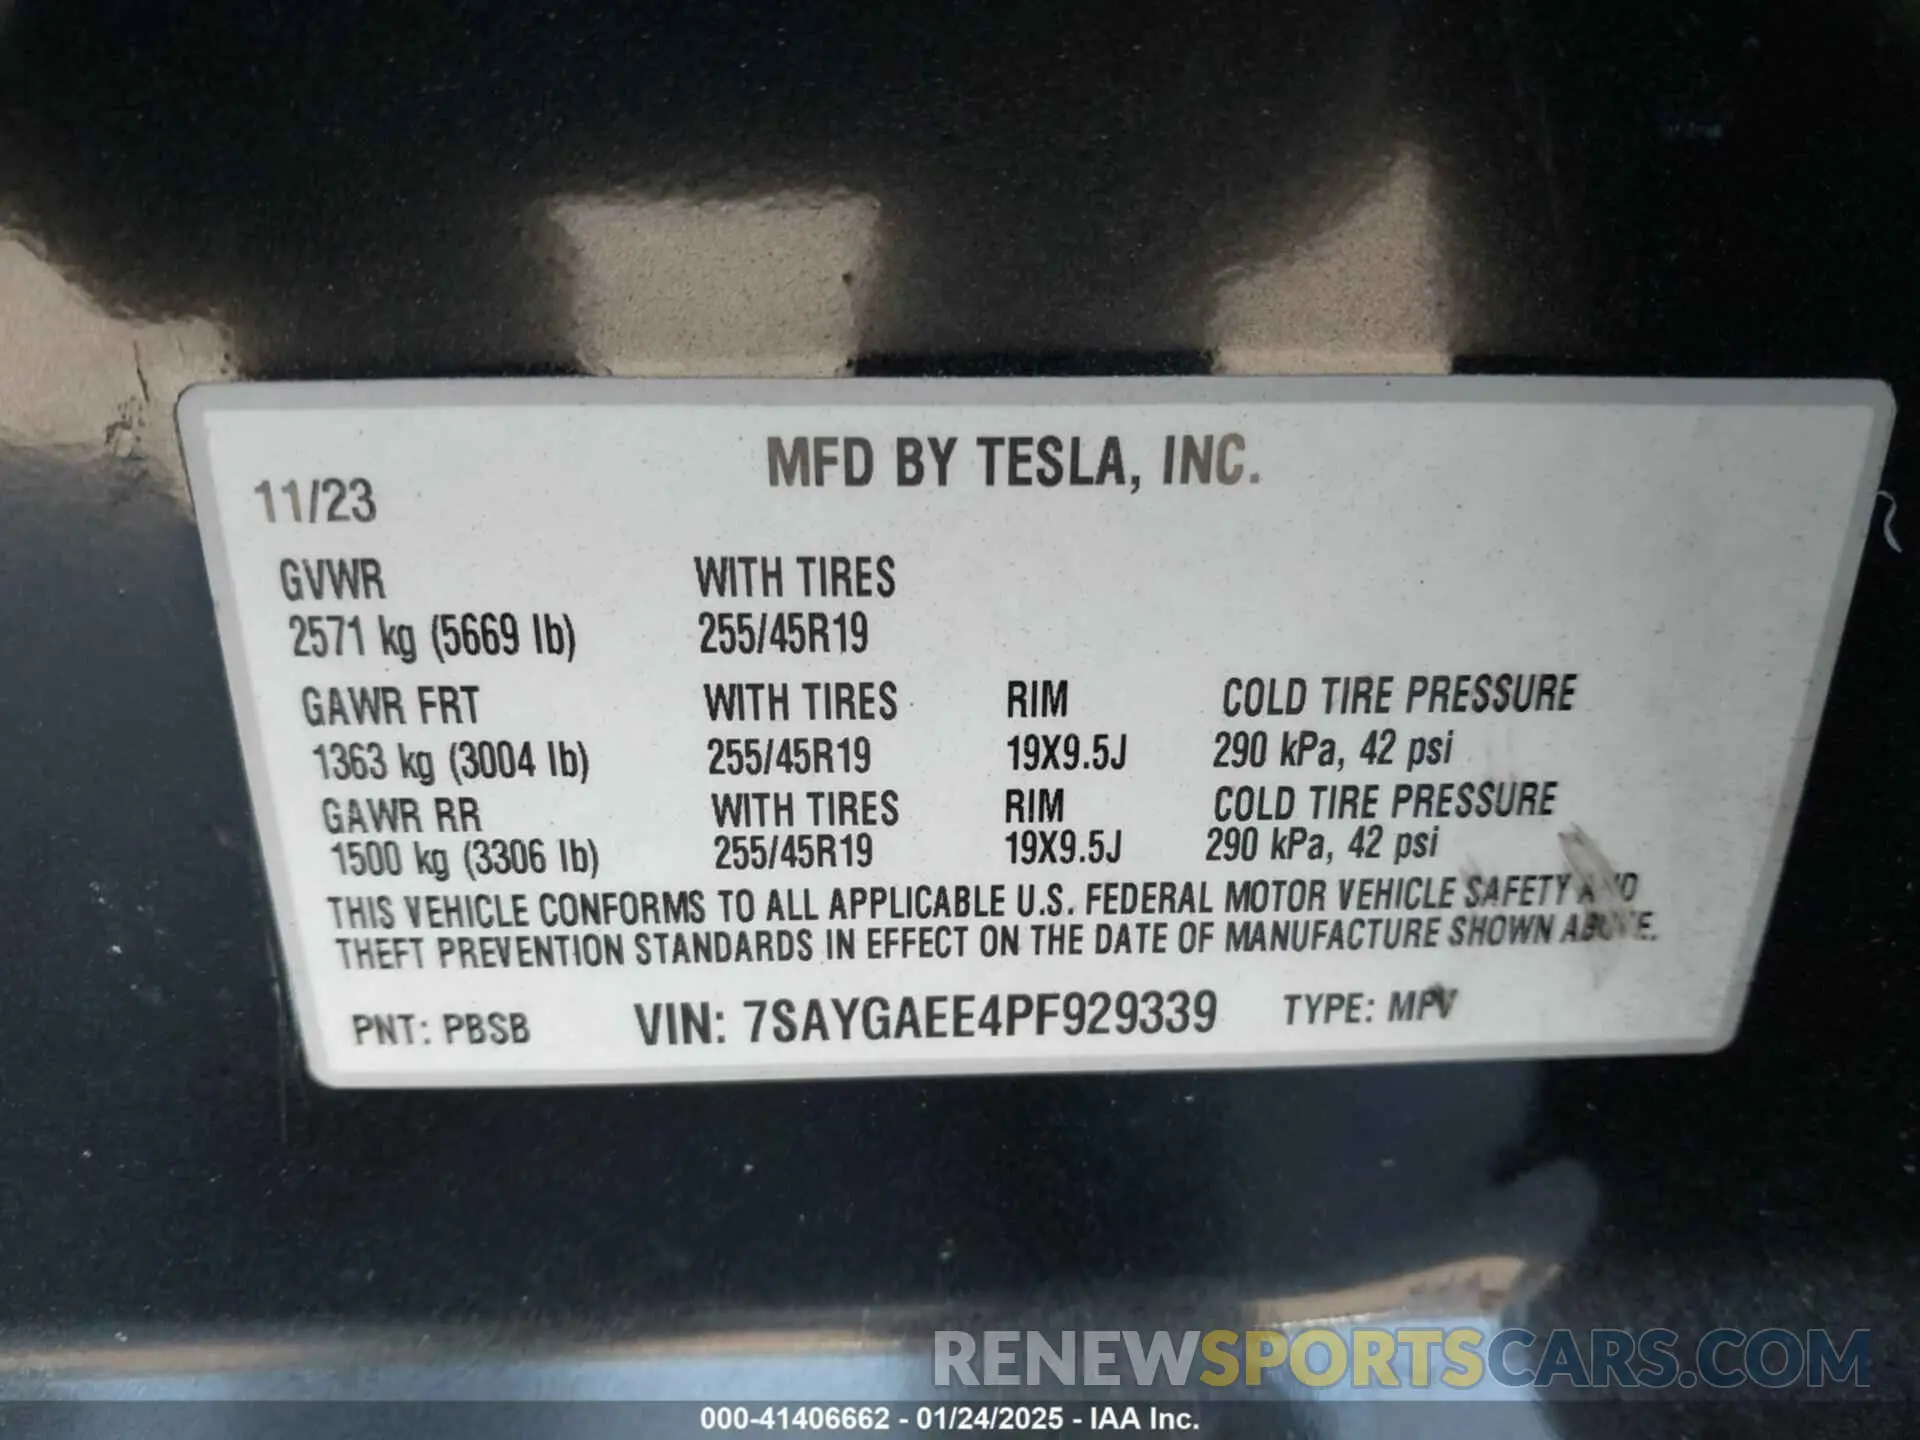 MFD BY TESLA, INC.
11/23
GVWR WITH TIRES
2571 kg (5669 lb) 255/45R19
GAWR FRT WITH TIRES RIM COLD TIRE PRESSURE
1363 kg (3004 lb) 255/45R19 19X9.5J 290 kPa, 42 psi
GAWR RR WITH TIRES RIM COLD TIRE PRESSURE
1500 kg (3306 lb) 255/45R19 19X9.5J 290 kPa, 42 psi
THIS VEHICLE CONFORMS TO ALL APPLICABLE U.S. FEDERAL MOTOR VEHICLE SAFETY AND
THEFT PREVENTION STANDARDS IN EFFECT ON THE DATE OF MANUFACTURE SHOWN ABOVE.
PNT: PBSB VIN: 7SAYGAEE4PF929339 TYPE: MPV
RENEWSPORTSCARS.COM
000-41406662 - 01/24/2025 - IAA Inc.